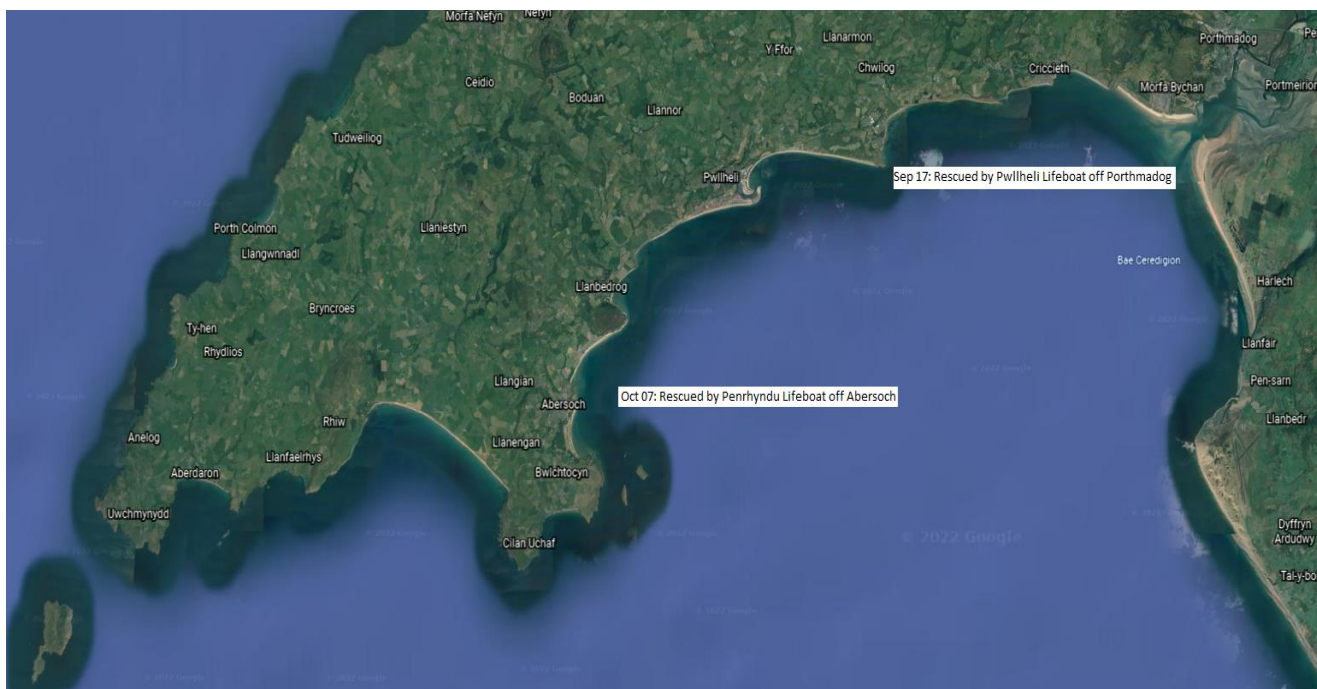 Morfa Nefyn
Nefyn
Llanarmon
Porthmadog
Y Ffor
Chwilog
Criccieth
Ceidio
Boduan
Morfa Bychan
Portmeirion
Llannor
Tudweiliog
Pwllheli
Sep 17: Rescued by Pwllheli Lifeboat off Porthmadog
Porth Colmon
Llaniestyn
Llangwnnadl
Bae Ceredigion
Harlech
Llanbedrog
Bryncroes
Ty-hen
Rhydlios
Llanfair
Llangian
Pen-sarn
Oct 07: Rescued by Penrhyndu Lifeboat off Abersoch
Abersoch
Rhiw
Llanbedr
Anelog
Llanengan
Llanfaelrhys
Aberdaron
Bwlchtocyn
Uwchmynydd
Dyffryn
Ardudwy
Cilan Uchaf
© 2022 Google
Tal-y-bo